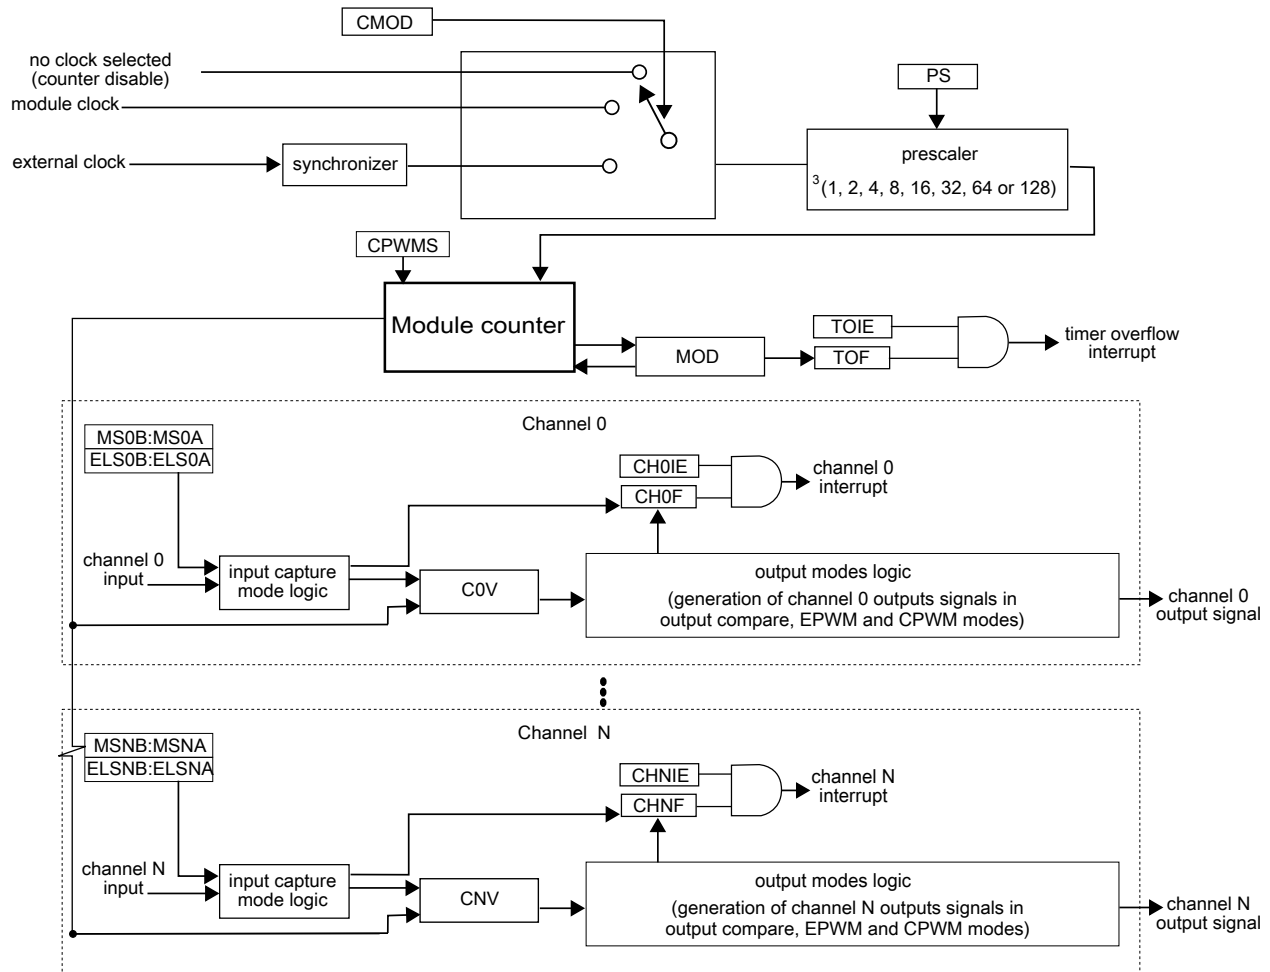 CMOD
no clock selected
(counter disable)
module clock
PS
external clock
synchronizer
prescaler
3(1, 2, 4, 8, 16, 32, 64 or 128)
CPWMS
Module counter
MOD
TOIE
TOF
timer overflow
interrupt
Channel 0
MS0B:MS0A
ELS0B:ELS0A
CH0IE
CH0F
channel 0
interrupt
channel 0
input
input capture
mode logic
C0V
output modes logic
(generation of channel 0 outputs signals in
output compare, EPWM and CPWM modes)
channel 0
output signal
Channel N
MSNB:MSNA
ELSNB:ELSNA
CHNIE
CHNF
channel N
interrupt
channel N
input
input capture
mode logic
CNV
output modes logic
(generation of channel N outputs signals in
output compare, EPWM and CPWM modes)
channel N
output signal